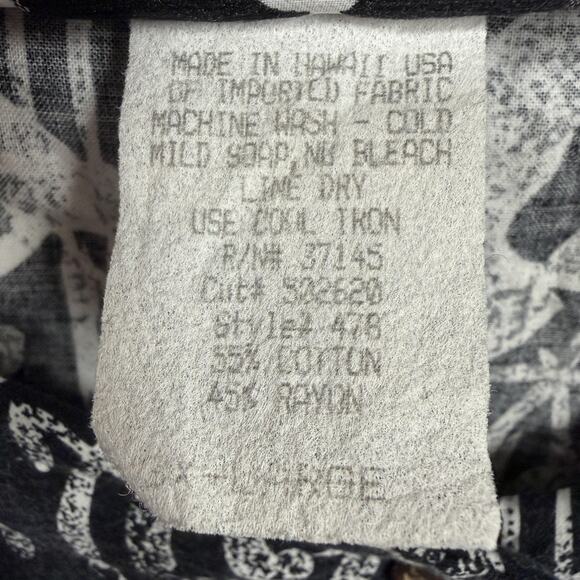 MADE IN HAWAII USA
OF IMPORTED FABRIC
MACHINE WASH - COLD
MILD SOAP, NO BLEACH
LINE DRY
USE COOL IRON
R/N# 37145
Cut# 502620
Style# 478
55% COTTON
45% RAYON
X-LARGE